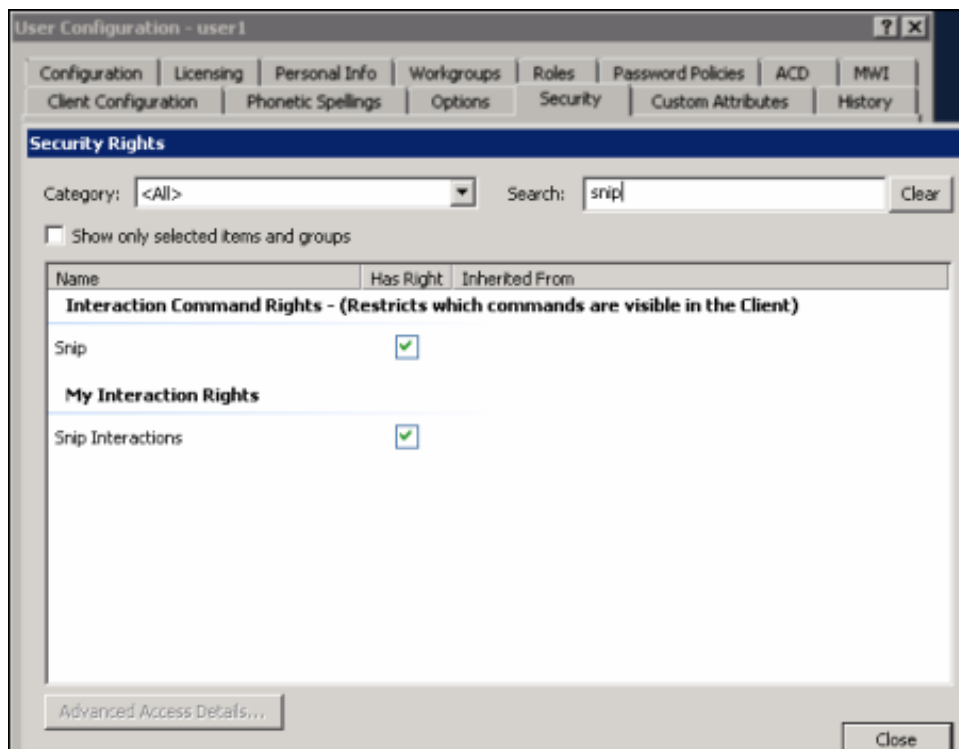 User Configuration - user1
Configuration Licensing Personal Info Workgroups Roles Password Policies ACD MWI
Client Configuration Phonetic Spellings Options Security Custom Attributes History
Security Rights
Category: <All> Search: snip Clear
Show only selected items and groups
Name Has Right Inherited From
Interaction Command Rights - (Restricts which commands are visible in the Client)
Snip
My Interaction Rights
Snip Interactions
Advanced Access Details...
Close